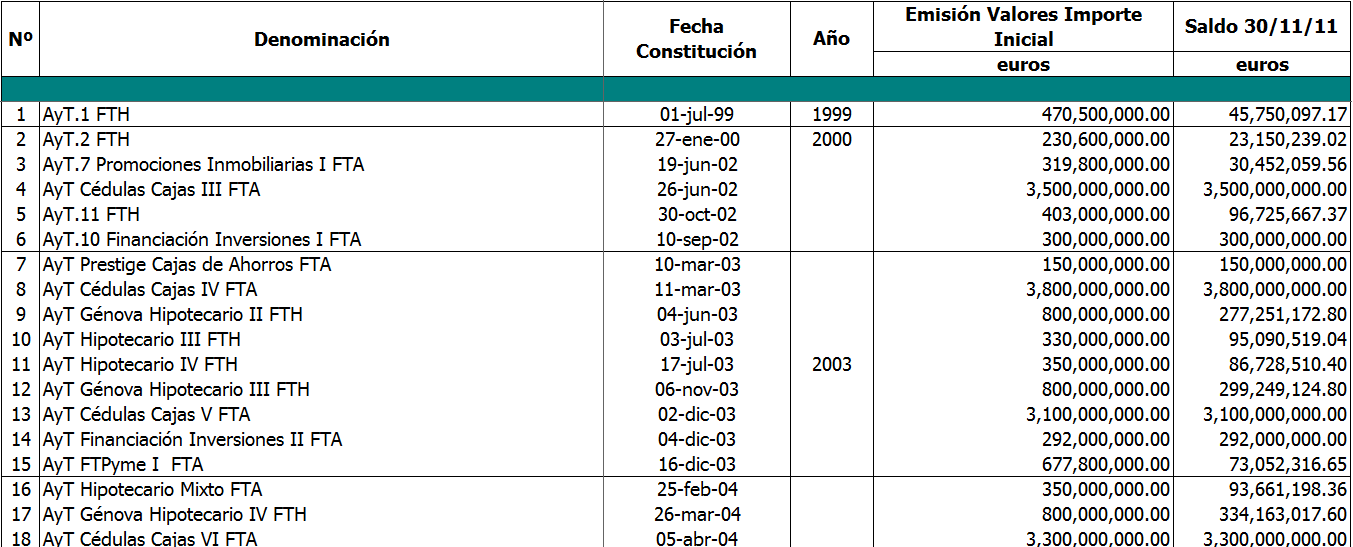 Nº Denominación Fecha Constitución Año Emisión Valores Importe Inicial Saldo 30/11/11
euros euros
1 AyT.1 FTH 01-jul-99 1999 470,500,000.00 45,750,097.17
2 AyT.2 FTH 27-ene-00 2000 230,600,000.00 23,150,239.02
3 AyT.7 Promociones Inmobiliarias I FTA 19-jun-02 319,800,000.00 30,452,059.56
4 AyT Cédulas Cajas III FTA 26-jun-02 3,500,000,000.00 3,500,000,000.00
5 AyT.11 FTH 30-oct-02 403,000,000.00 96,725,667.37
6 AyT.10 Financiación Inversiones I FTA 10-sep-02 300,000,000.00 300,000,000.00
7 AyT Prestige Cajas de Ahorros FTA 10-mar-03 150,000,000.00 150,000,000.00
8 AyT Cédulas Cajas IV FTA 11-mar-03 3,800,000,000.00 3,800,000,000.00
9 AyT Génova Hipotecario II FTH 04-jun-03 800,000,000.00 277,251,172.80
10 AyT Hipotecario III FTH 03-jul-03 330,000,000.00 95,090,519.04
11 AyT Hipotecario IV FTH 17-jul-03 2003 350,000,000.00 86,728,510.40
12 AyT Génova Hipotecario III FTH 06-nov-03 800,000,000.00 299,249,124.80
13 AyT Cédulas Cajas V FTA 02-dic-03 3,100,000,000.00 3,100,000,000.00
14 AyT Financiación Inversiones II FTA 04-dic-03 292,000,000.00 292,000,000.00
15 AyT FTPyme I FTA 16-dic-03 677,800,000.00 73,052,316.65
16 AyT Hipotecario Mixto FTA 25-feb-04 350,000,000.00 93,661,198.36
17 AyT Génova Hipotecario IV FTH 26-mar-04 800,000,000.00 334,163,017.60
18 AyT Cédulas Cajas VI FTA 05-abr-04 3,300,000,000.00 3,300,000,000.00